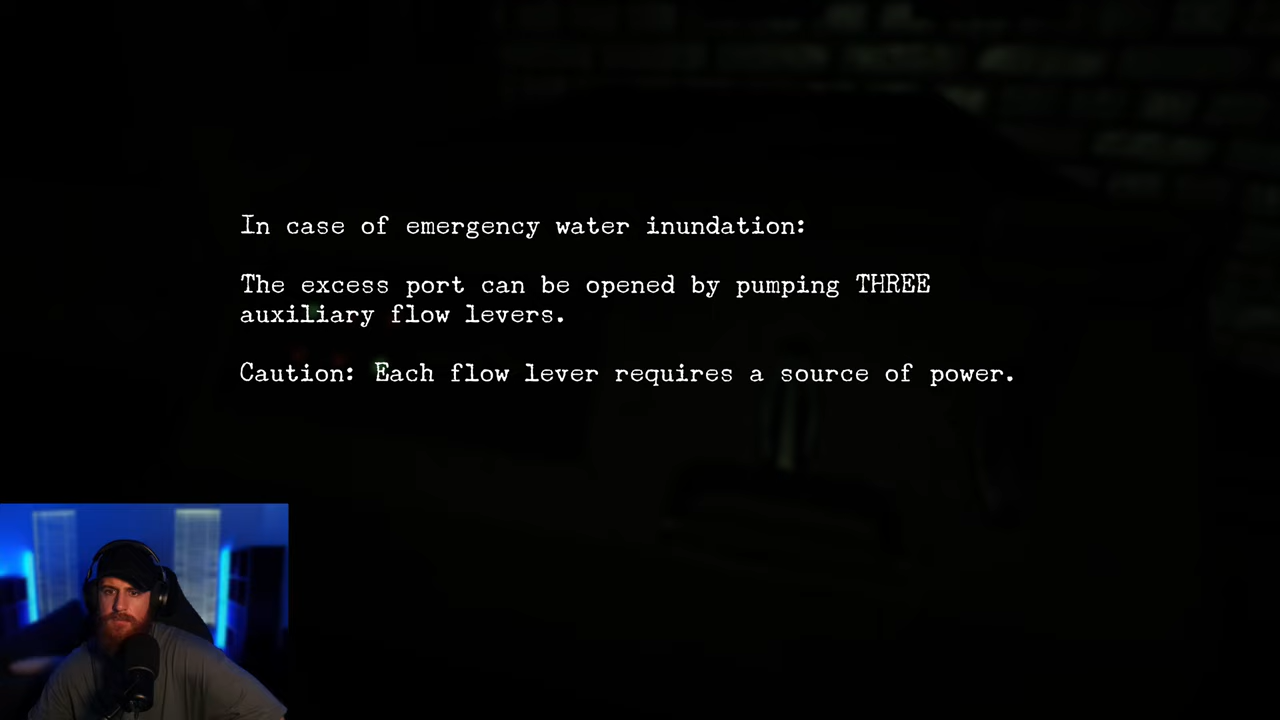 In case of emergency water inundation:
The excess port can be opened by pumping THREE
auxiliary flow levers.
Caution: Each flow lever requires a source of power.